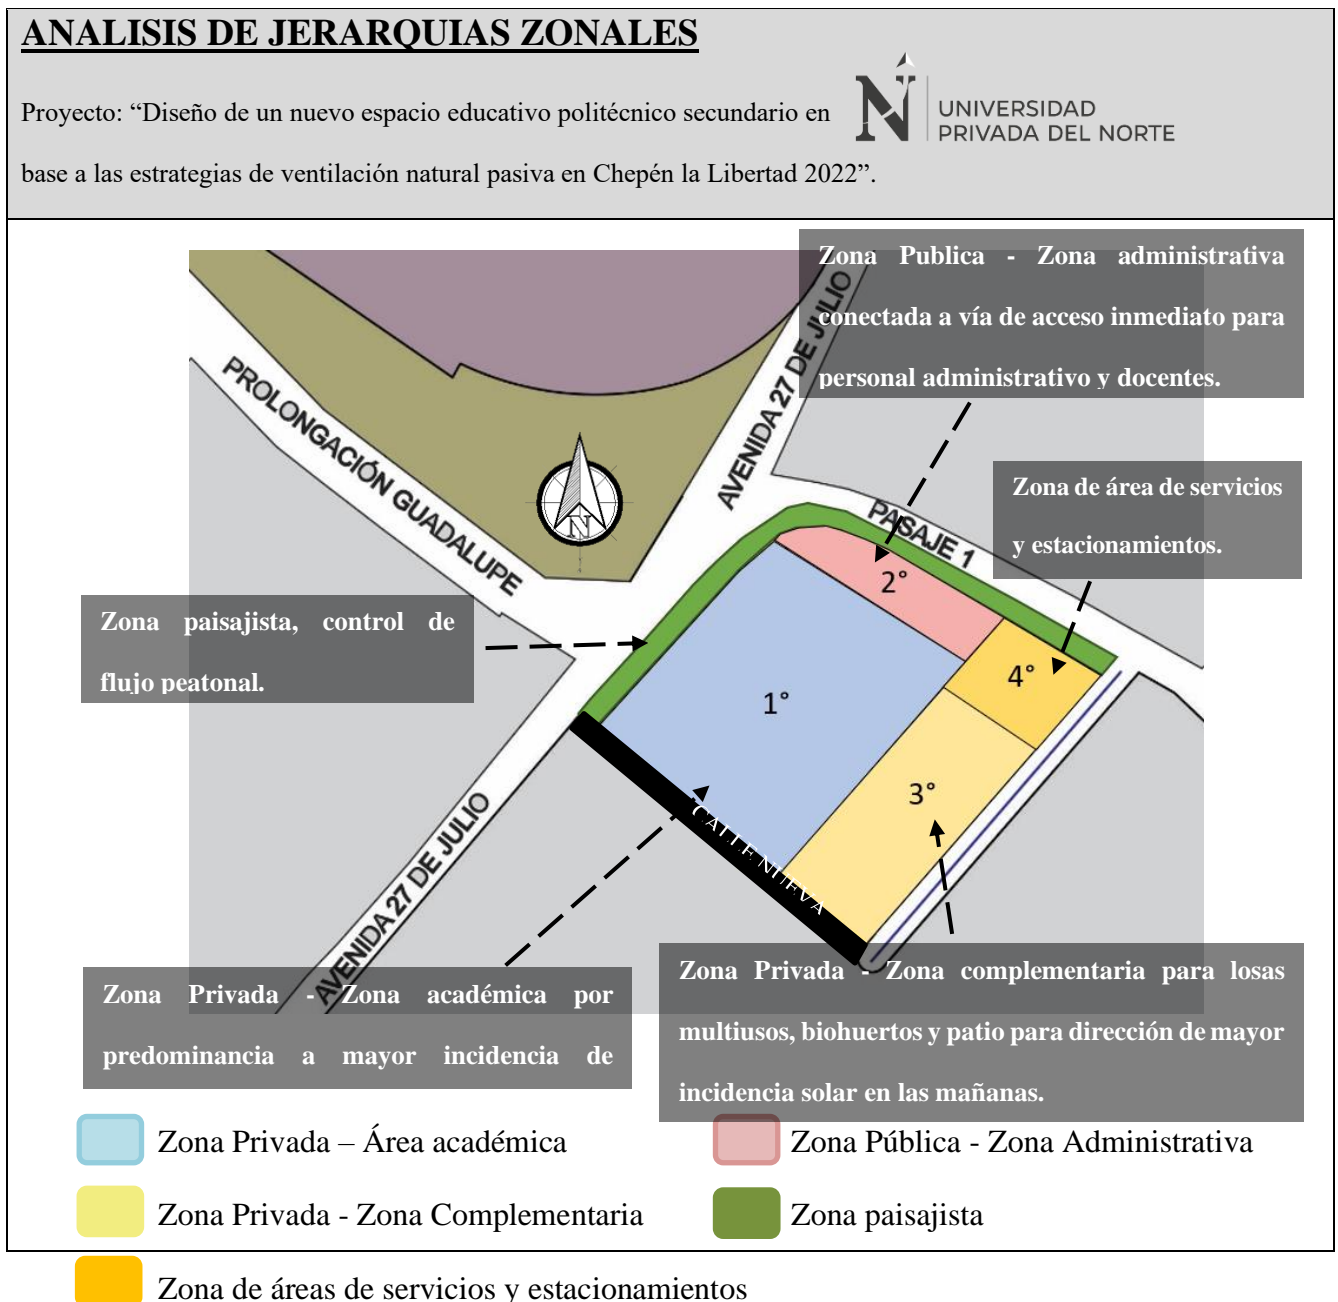 ANALISIS DE JERARQUIAS ZONALES
Proyecto: “Diseño de un nuevo espacio educativo politécnico secundario en
base a las estrategias de ventilación natural pasiva en Chepén la Libertad 2022”.
N
UNIVERSIDAD
PRIVADA DEL NORTE
Zona Publica - Zona administrativa
conectada a vía de acceso inmediato para
personal administrativo y docentes.
AVENIDA 27 DE JULIO
PROLONGACIÓN GUADALUPE
N
PASAJE 1
Zona de área de servicios
y estacionamientos.
Zona paisajista, control de
flujo peatonal.
2°
4°
1°
3°
CALLE NUEVA
AVENIDA 27 DE JULIO
Zona Privada - Zona académica por
predominancia a mayor incidencia de
Zona Privada - Zona complementaria para losas
multiusos, biohuertos y patio para dirección de mayor
incidencia solar en las mañanas.
Zona Privada – Área académica
Zona Pública - Zona Administrativa
Zona Privada - Zona Complementaria
Zona paisajista
Zona de áreas de servicios y estacionamientos